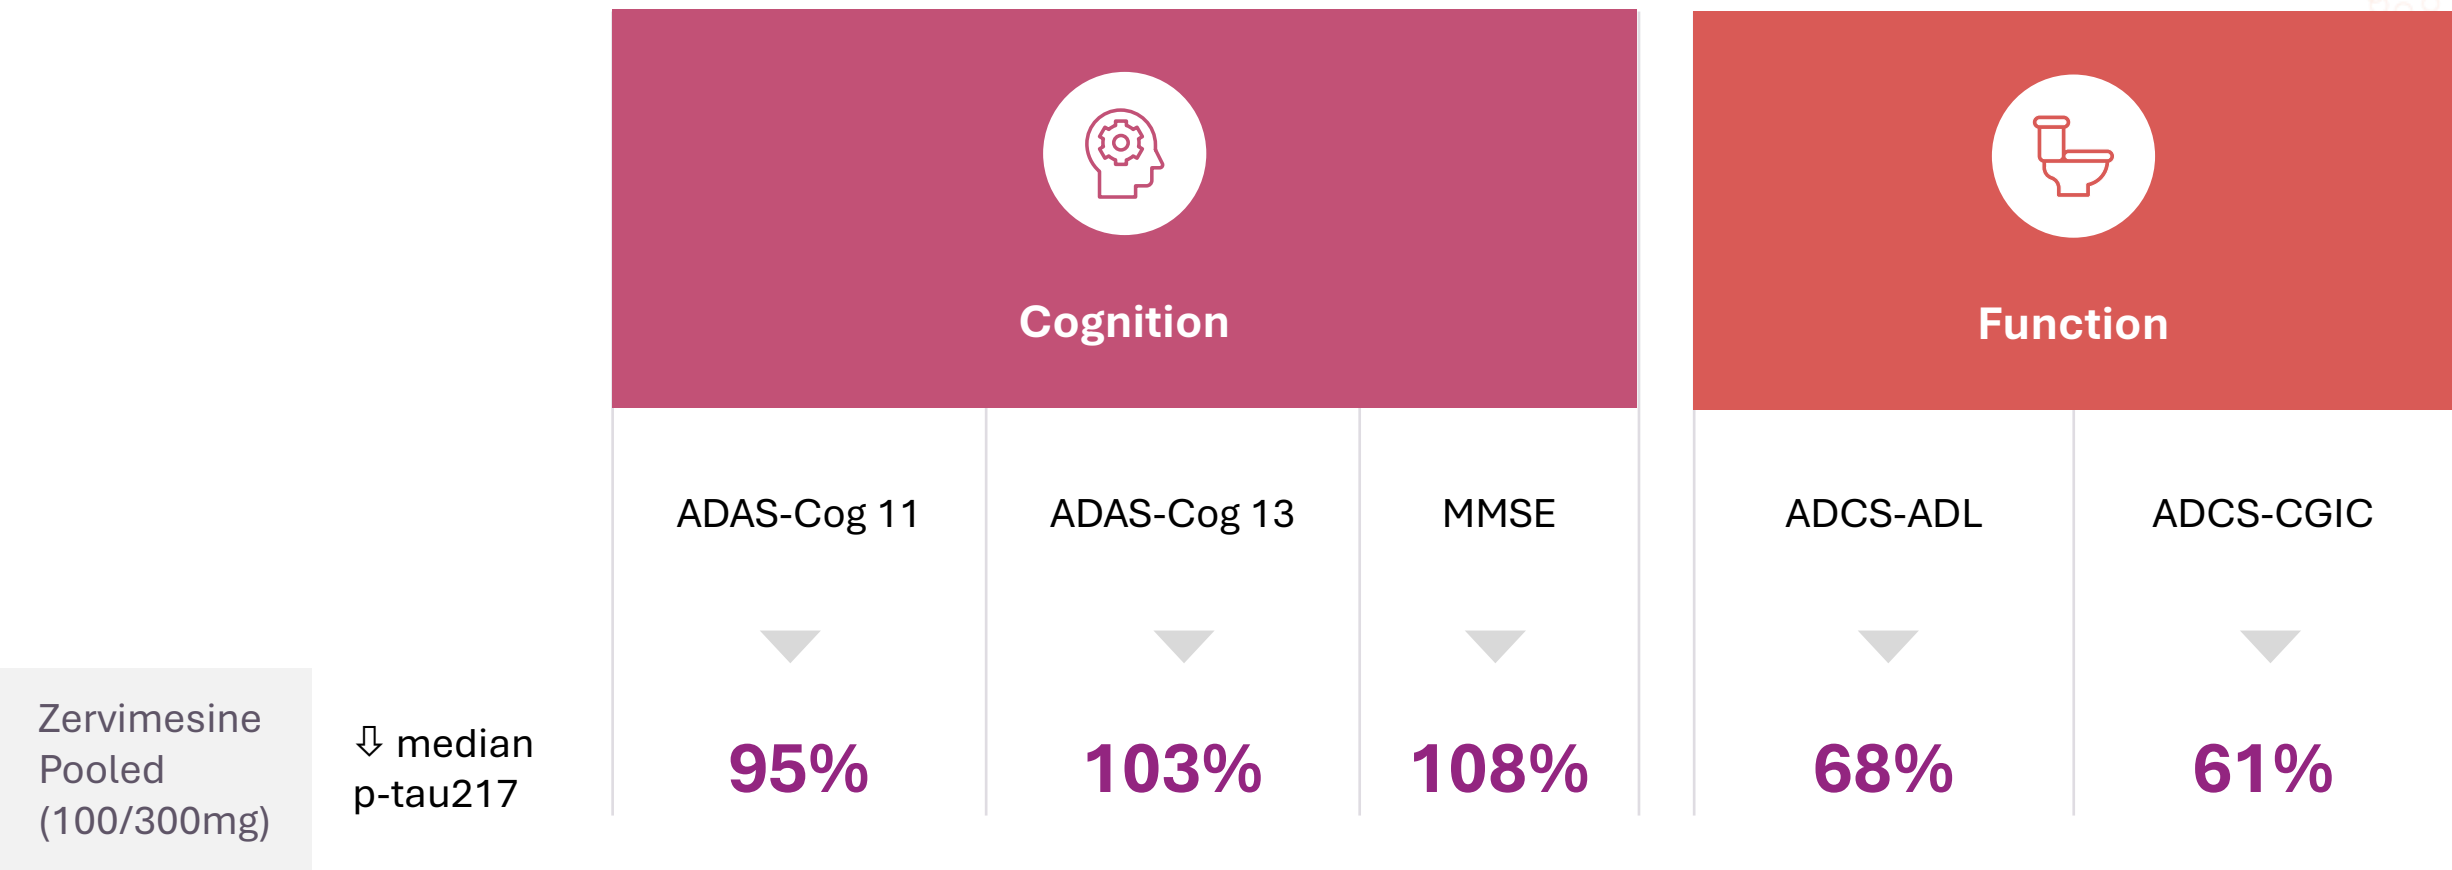 Cognition
Function
ADAS-Cog 11
ADAS-Cog 13
MMSE
ADCS-ADL
ADCS-CGIC
Zervimesine
Pooled
(100/300mg)
⇩ median
p-tau217
95%
103%
108%
68%
61%